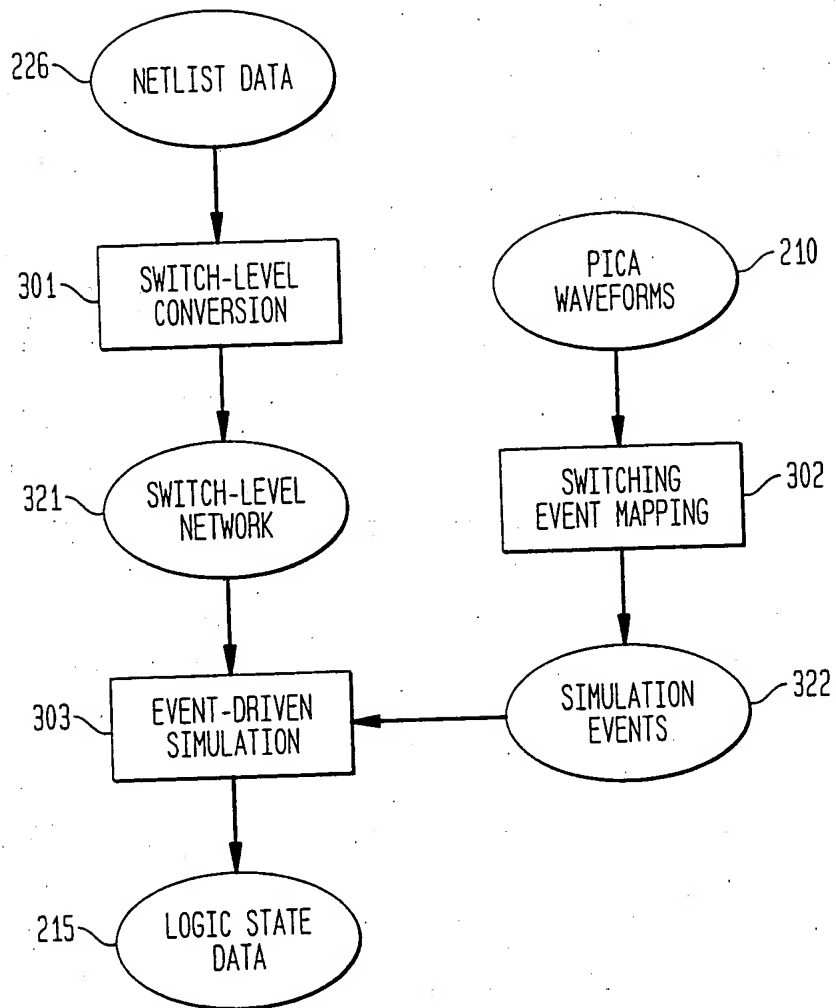 226
NETLIST DATA
301
SWITCH-LEVEL
CONVERSION
PICA
WAVEFORMS
210
321
SWITCH-LEVEL
NETWORK
SWITCHING
EVENT MAPPING
302
303
EVENT-DRIVEN
SIMULATION
SIMULATION
EVENTS
322
215
LOGIC STATE
DATA